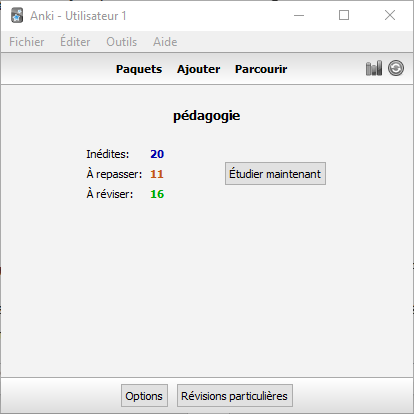 Anki - Utilisateur 1
Fichier Éditer Outils Aide
Paquets Ajouter Parcourir
pédagogie
Inédites: 20
À repasser: 11
À réviser: 16
Étudier maintenant
Options Révisions particulières